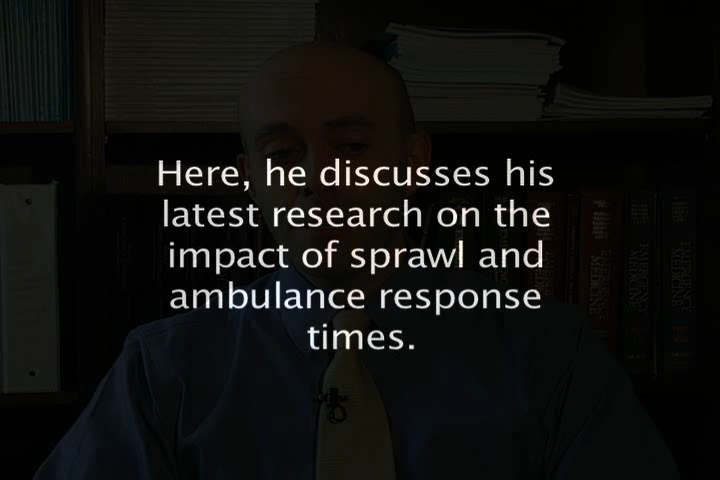 Here, he discusses his
latest research on the
impact of sprawl and
ambulance response
times.